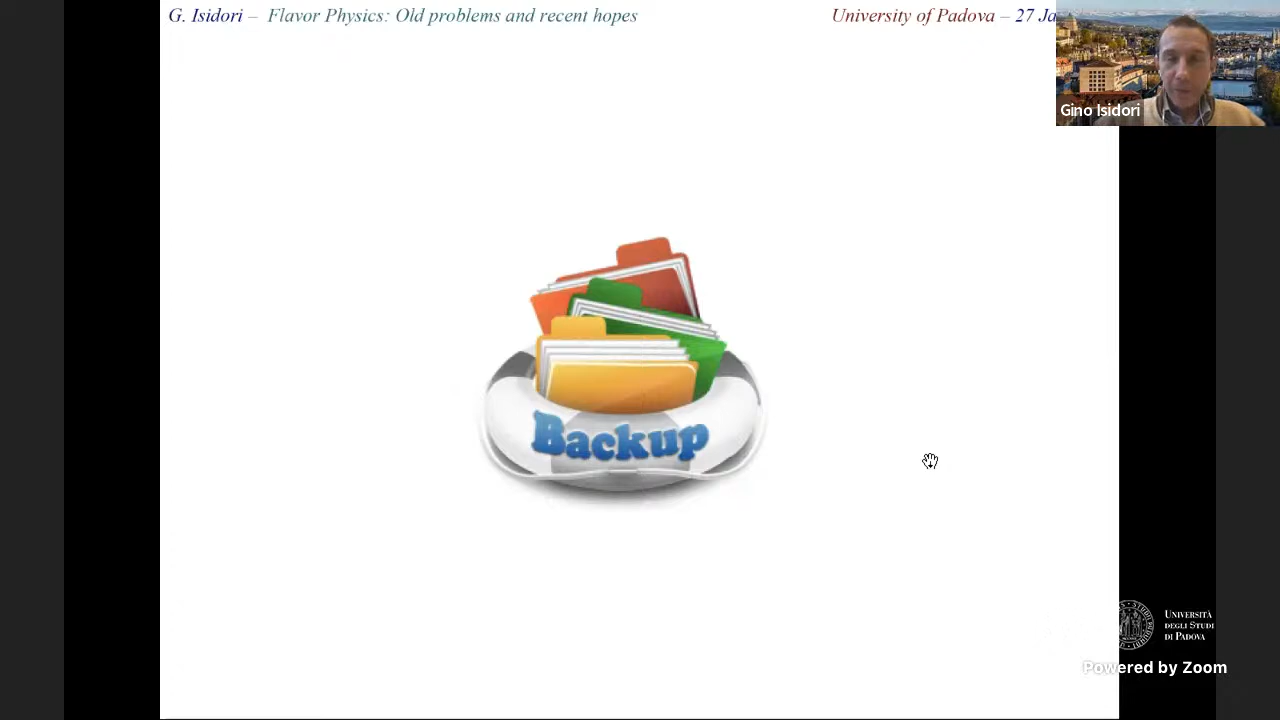 G. Isidori – Flavor Physics: Old problems and recent hopes
University of Padova – 27 Ja
Gino Isidori
Backup
UNIVERSITÀ
DEGLI STUDI
DI PADOVA
Powered by Zoom